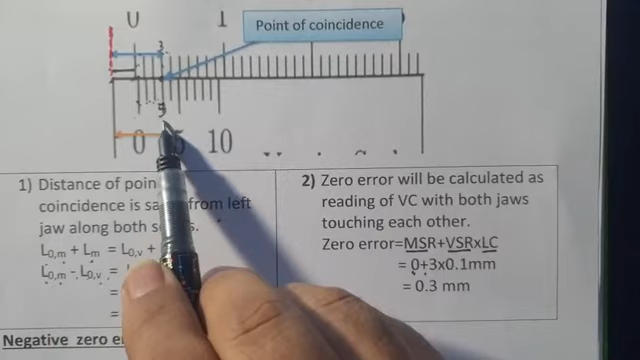 0 1
Point of coincidence
3
5
0 5 10
1) Distance of poin
coincidence is sa from left
jaw along both s s.
L0,m + Lm = L0,v +
L0,m - L0,v =
=
=
Negative zero e
2) Zero error will be calculated as
reading of VC with both jaws
touching each other.
Zero error=MSR+VSRxLC
= 0+3x0.1mm
= 0.3 mm